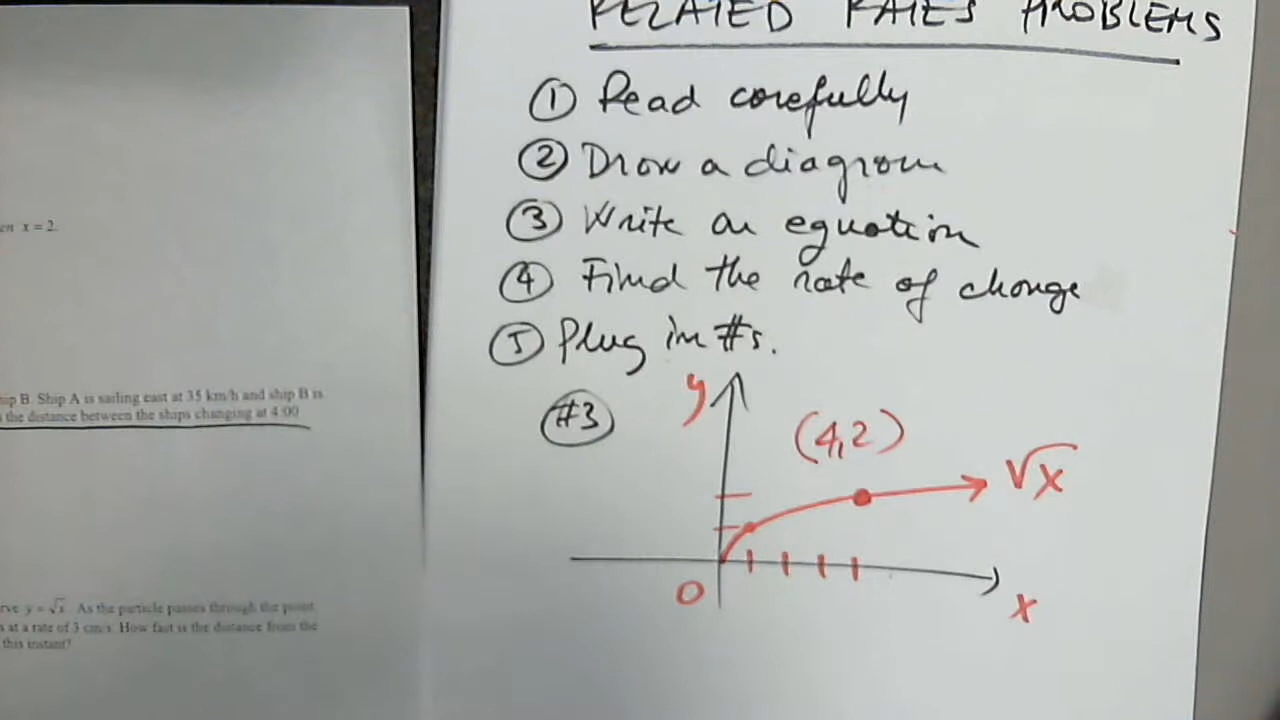 RELATED RATES PROBLEMS
① Read carefully
② Draw a diagram
③ Write an equation
④ Find the rate of change
⑤ Plug in #s.
#3
y
(4,2)
√x
0
x
x = 2.
ship B. Ship A is sailing east at 35 km/h and ship B is
the distance between the ships changing at 4:00
y = √x. As the particle passes through the point
at a rate of 3 cm/s. How fast is the distance from the
this instant?